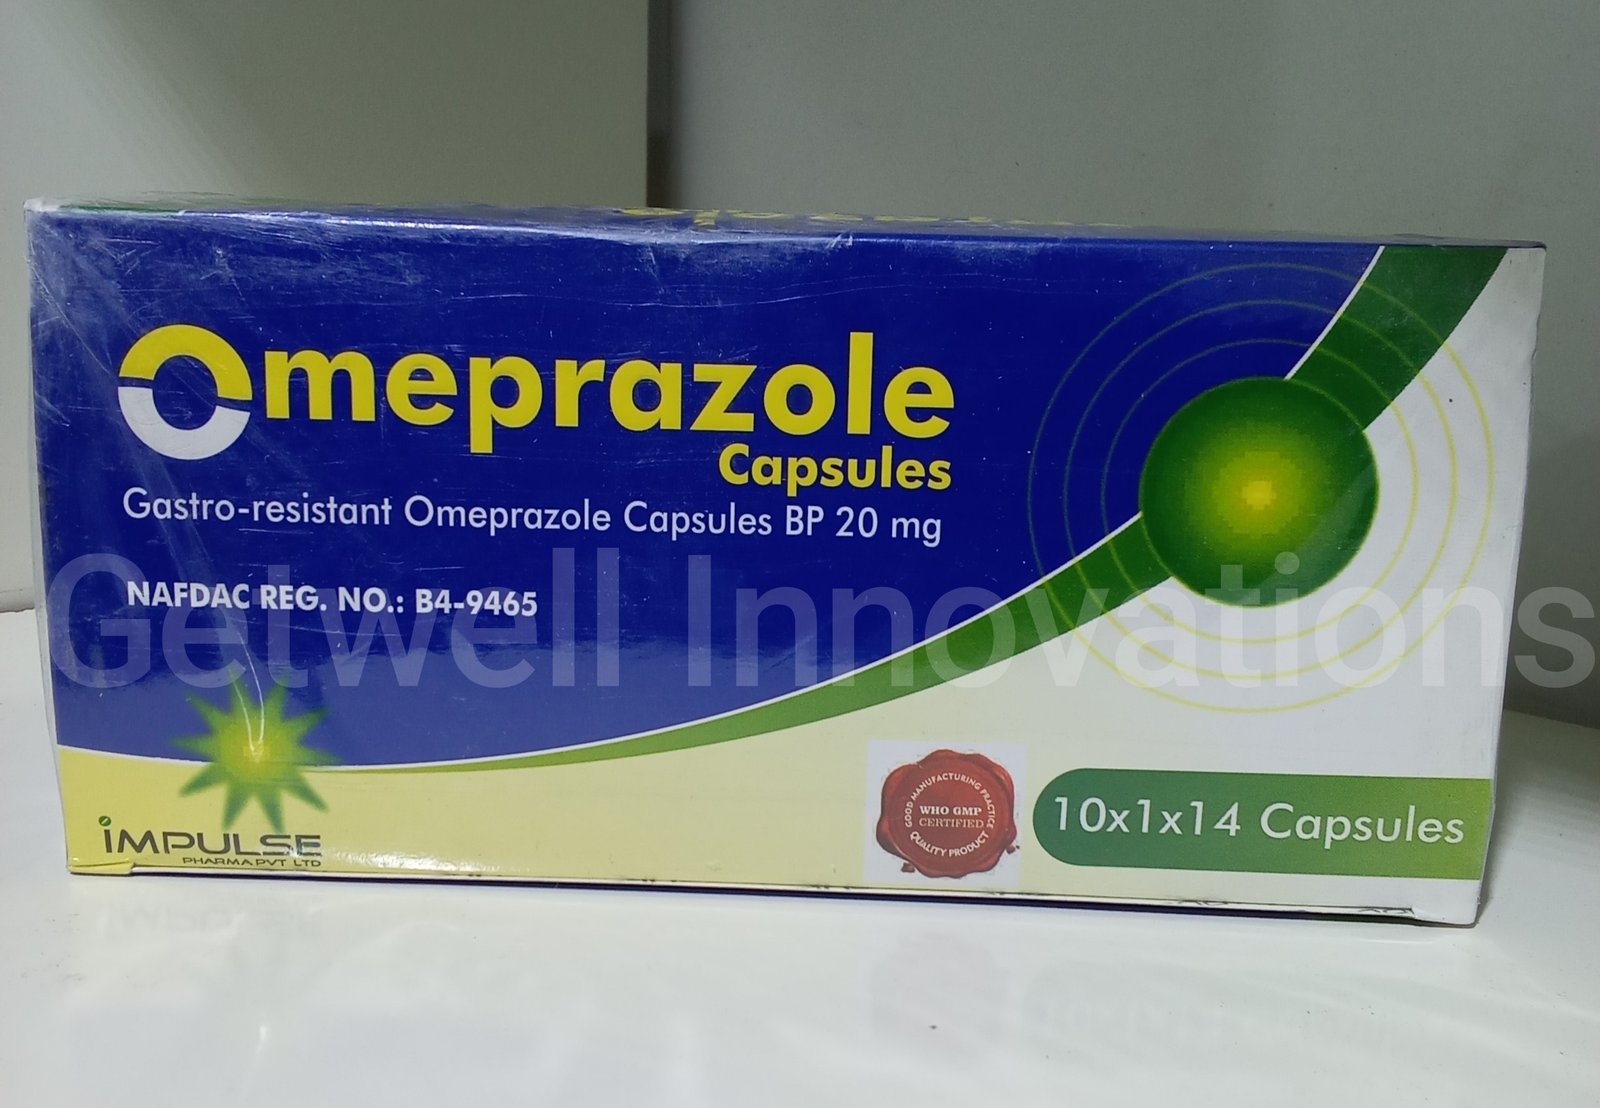 Omeprazole
Capsules
Gastro-resistant Omeprazole Capsules BP 20 mg
NAFDAC REG. NO.: B4-9465
Getwell Innovations
iMPULSE
PHARMA PVT LTD
GOOD MANUFACTURING PRACTICE
WHO GMP
CERTIFIED
QUALITY PRODUCT
10x1x14 Capsules